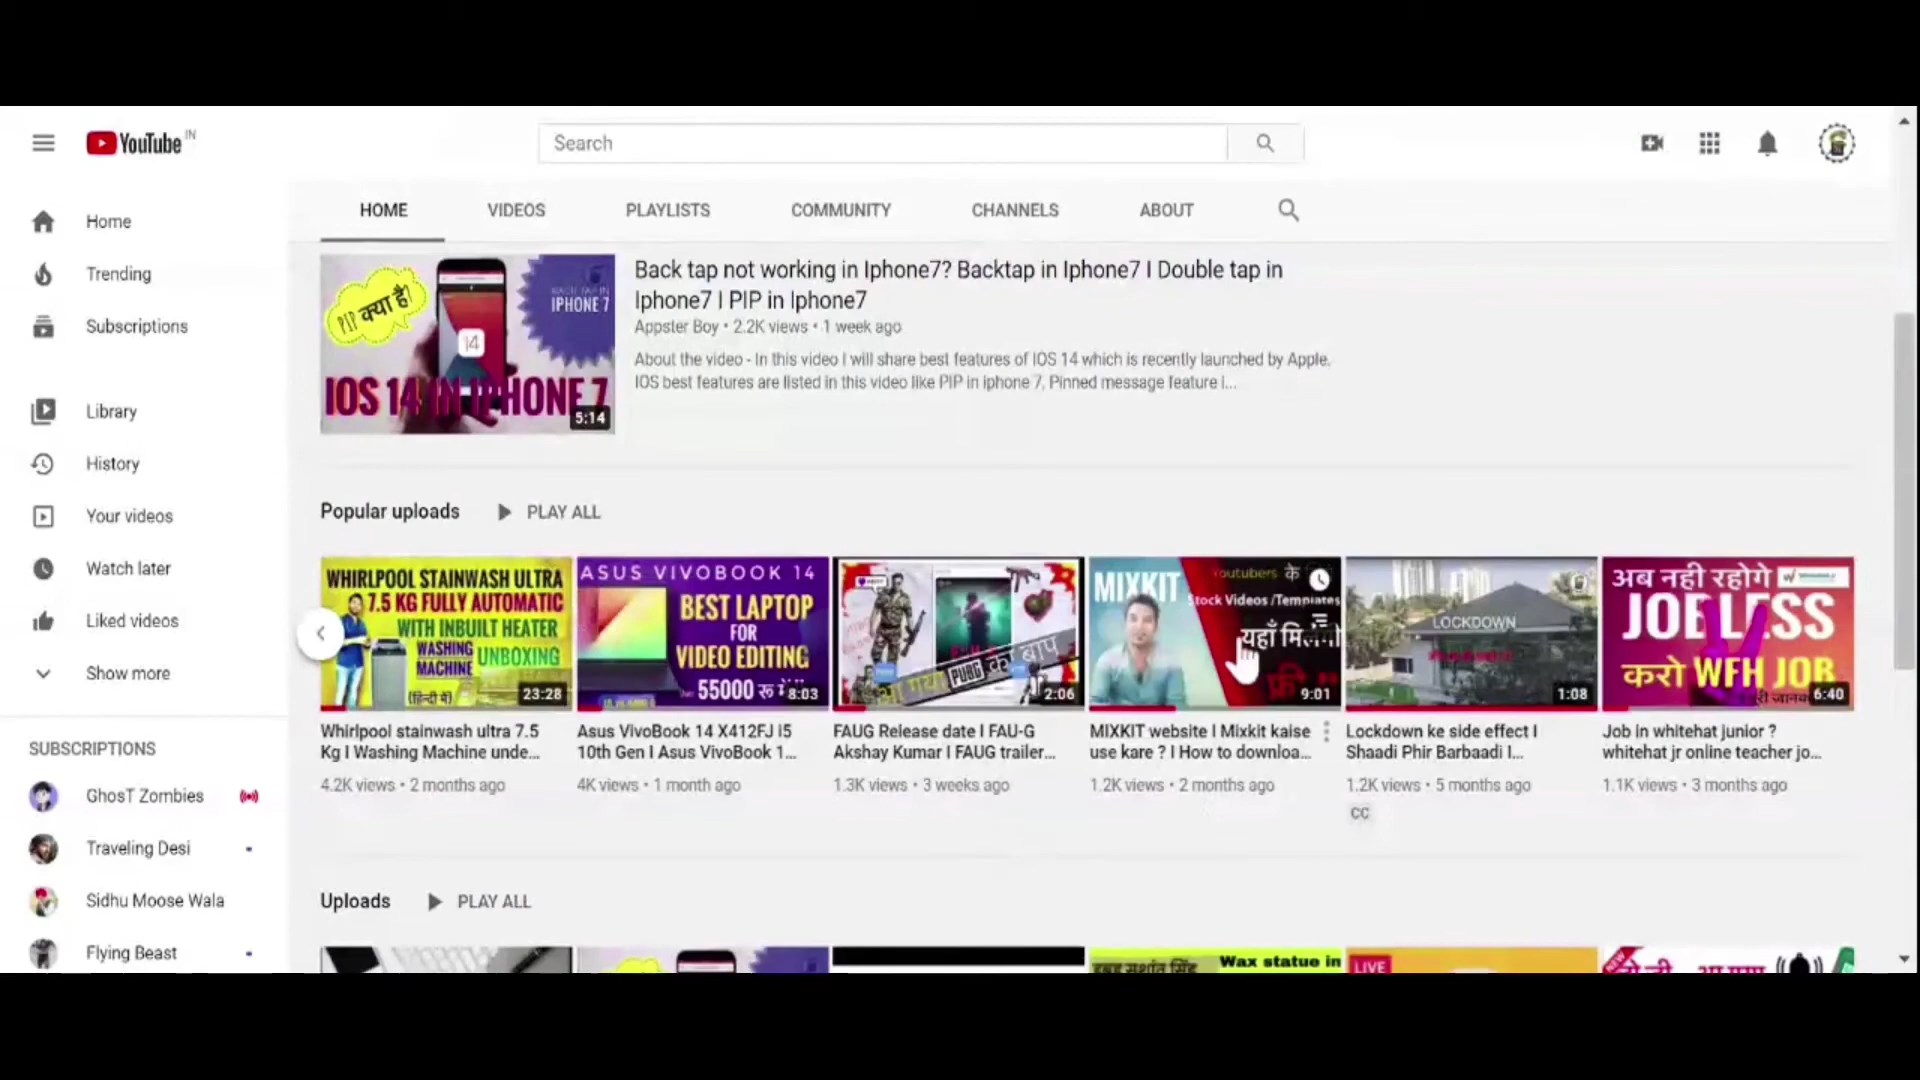 YouTube IN
Search
Home
Trending
Subscriptions
Library
History
Your videos
Watch later
Liked videos
Show more
SUBSCRIPTIONS
GhosT Zombies
Traveling Desi
Sidhu Moose Wala
Flying Beast
HOME VIDEOS PLAYLISTS COMMUNITY CHANNELS ABOUT
PIP क्या है!
BACK TAP IN
IPHONE 7
14
IOS 14 IN IPHONE 7
5:14
Back tap not working in Iphone7? Backtap in Iphone7 I Double tap in
Iphone7 I PIP in Iphone7
Appster Boy • 2.2K views • 1 week ago
About the video - In this video I will share best features of IOS 14 which is recently launched by Apple.
IOS best features are listed in this video like PIP in iphone 7, Pinned message feature i...
Popular uploads PLAY ALL
WHIRLPOOL STAINWASH ULTRA
7.5 KG FULLY AUTOMATIC
WITH INBUILT HEATER
WASHING
MACHINE UNBOXING
(हिन्दी में)
23:28
Whirlpool stainwash ultra 7.5
Kg I Washing Machine unde...
4.2K views • 2 months ago
ASUS VIVOBOOK 14
BEST LAPTOP
FOR
VIDEO EDITING
55000 रू
8:03
Asus VivoBook 14 X412FJ I5
10th Gen I Asus VivoBook 1...
4K views • 1 month ago
आ गया PUBG का बाप
2:06
FAUG Release date I FAU-G
Akshay Kumar I FAUG trailer...
1.3K views • 3 weeks ago
MIXKIT
Youtubers के
Stock Videos /Templates
यहाँ मिलेगी
फ्री
9:01
MIXKIT website I Mixkit kaise
use kare ? I How to downloa...
1.2K views • 2 months ago
LOCKDOWN
1:08
Lockdown ke side effect I
Shaadi Phir Barbaadi I...
1.2K views • 5 months ago
CC
अब नही रहोगे
JOBLESS
करो WFH JOB
6:40
Job in whitehat junior ?
whitehat jr online teacher jo...
1.1K views • 3 months ago
Uploads PLAY ALL
Wax statue in
LIVE
NEW